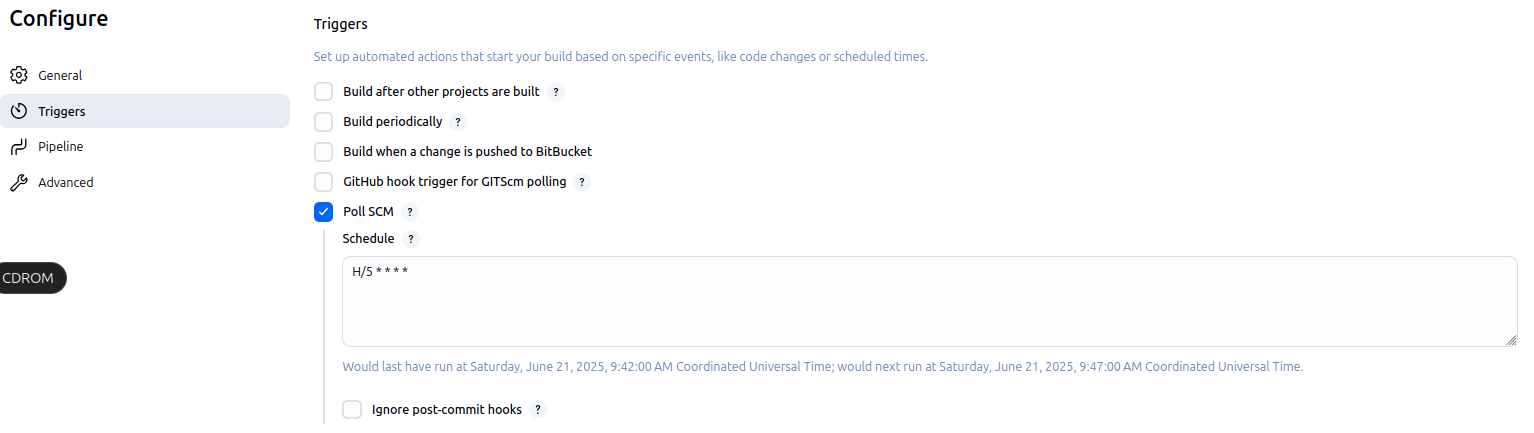 Configure
General
Triggers
Pipeline
Advanced
CDROM
Triggers
Set up automated actions that start your build based on specific events, like code changes or scheduled times.
Build after other projects are built ?
Build periodically ?
Build when a change is pushed to BitBucket
GitHub hook trigger for GITScm polling ?
Poll SCM ?
Schedule ?
H/5 * * * *
Would last have run at Saturday, June 21, 2025, 9:42:00 AM Coordinated Universal Time; would next run at Saturday, June 21, 2025, 9:47:00 AM Coordinated Universal Time.
Ignore post-commit hooks ?